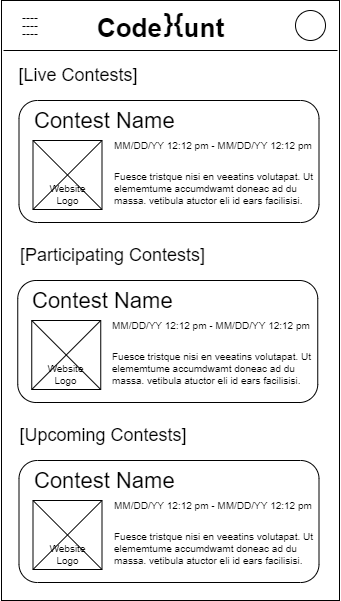 Code}{unt
[Live Contests]
Contest Name
MM/DD/YY 12:12 pm - MM/DD/YY 12:12 pm
Fuesce tristque nisi en veeatins volutapat. Ut
elememtume accumdwamt doneac ad du
massa. vetibula atuctor eli id ears facilisisi.
Website
Logo
[Participating Contests]
Contest Name
MM/DD/YY 12:12 pm - MM/DD/YY 12:12 pm
Fuesce tristque nisi en veeatins volutapat. Ut
elememtume accumdwamt doneac ad du
massa. vetibula atuctor eli id ears facilisisi.
Website
Logo
[Upcoming Contests]
Contest Name
MM/DD/YY 12:12 pm - MM/DD/YY 12:12 pm
Fuesce tristque nisi en veeatins volutapat. Ut
elememtume accumdwamt doneac ad du
massa. vetibula atuctor eli id ears facilisisi.
Website
Logo